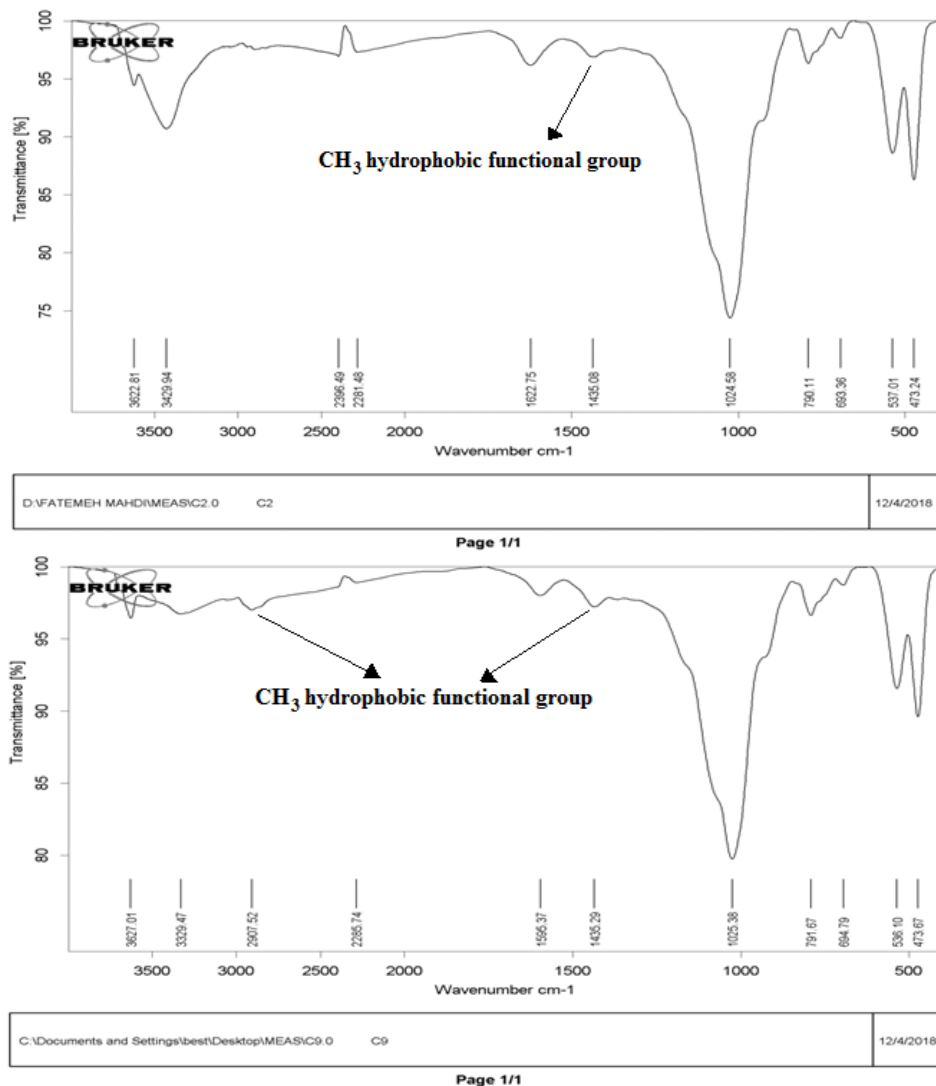 100
BRUKER
95
90
85
80
75
Transmittance [%]
CH3 hydrophobic functional group
3622.81
3429.94
2396.49
2281.48
1622.75
1435.08
1024.58
790.11
693.36
537.01
473.24
3500 3000 2500 2000 1500 1000 500
Wavenumber cm-1
D:\FATEMEH MAHDI\MEAS\C2.0 C2 12/4/2018
Page 1/1
100
BRUKER
95
90
85
80
Transmittance [%]
CH3 hydrophobic functional group
3627.01
3329.47
2907.52
2285.74
1595.37
1435.29
1025.38
791.67
694.79
536.10
473.67
3500 3000 2500 2000 1500 1000 500
Wavenumber cm-1
C:\Documents and Settings\best\Desktop\MEAS\C9.0 C9 12/4/2018
Page 1/1